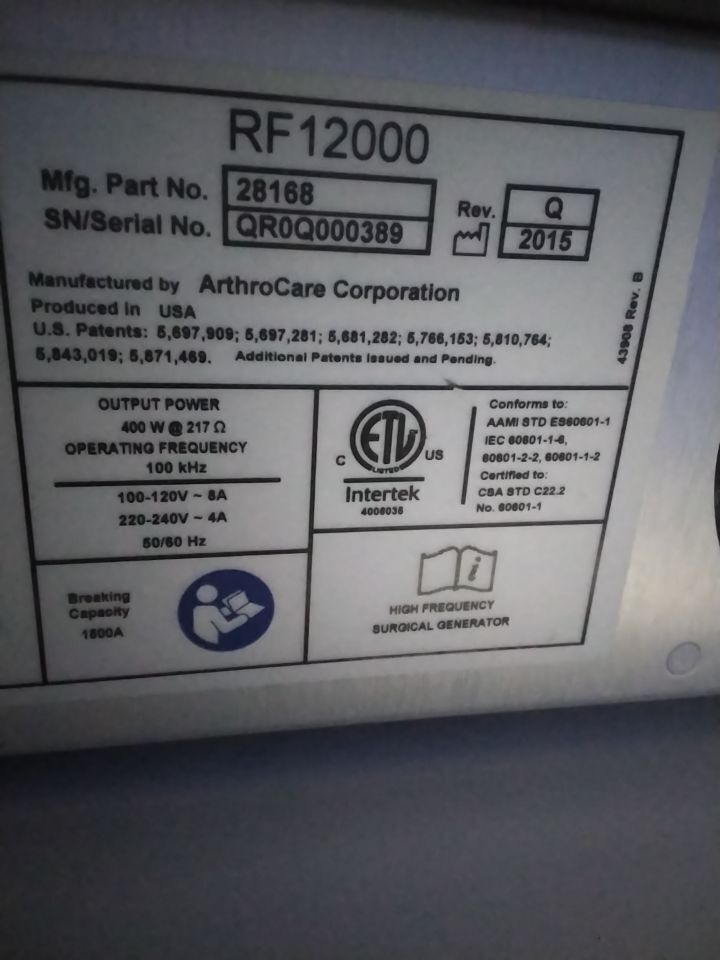 RF12000
Mfg. Part No. 28168
SN/Serial No. QR0Q000389
Rev. Q
2015
Manufactured by ArthroCare Corporation
Produced in USA
U.S. Patents: 5,697,909; 5,697,281; 5,681,282; 5,766,153; 5,810,764;
5,843,019; 5,871,469. Additional Patents Issued and Pending.
43908 Rev. B
OUTPUT POWER
400 W @ 217 Ω
OPERATING FREQUENCY
100 kHz
100-120V ~ 8A
220-240V ~ 4A
50/60 Hz
Breaking
Capacity
1500A
C ETL US
LISTED
Intertek
4006036
Conforms to:
AAMI STD ES60601-1
IEC 60601-1-6,
60601-2-2, 60601-1-2
Certified to:
CSA STD C22.2
No. 60601-1
i
HIGH FREQUENCY
SURGICAL GENERATOR